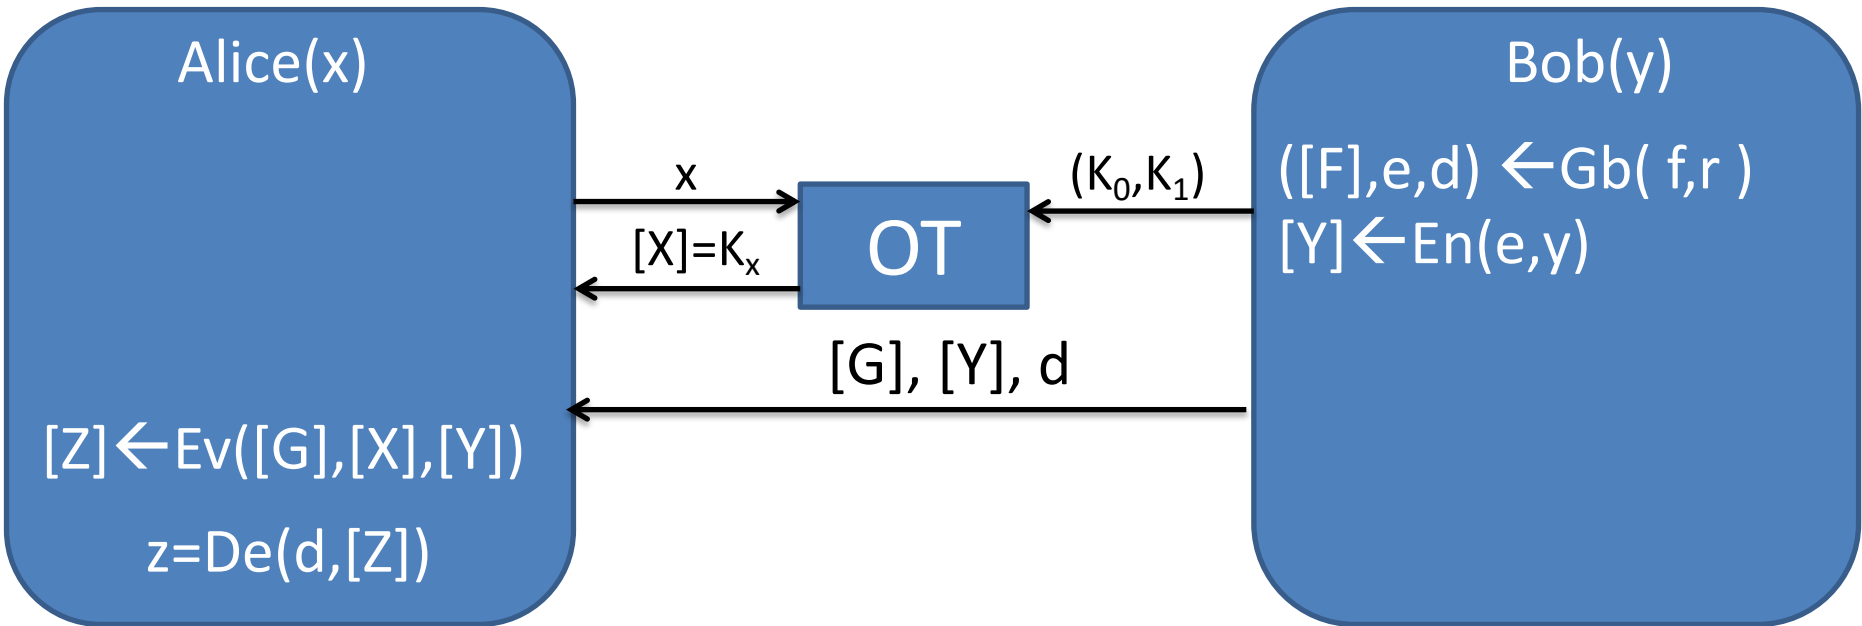 Alice(x)
Bob(y)
x
(K₀,K₁)
([F],e,d) ←Gb( f,r )
[X]=Kₓ
OT
[Y]←En(e,y)
[G], [Y], d
[Z]←Ev([G],[X],[Y])
z=De(d,[Z])